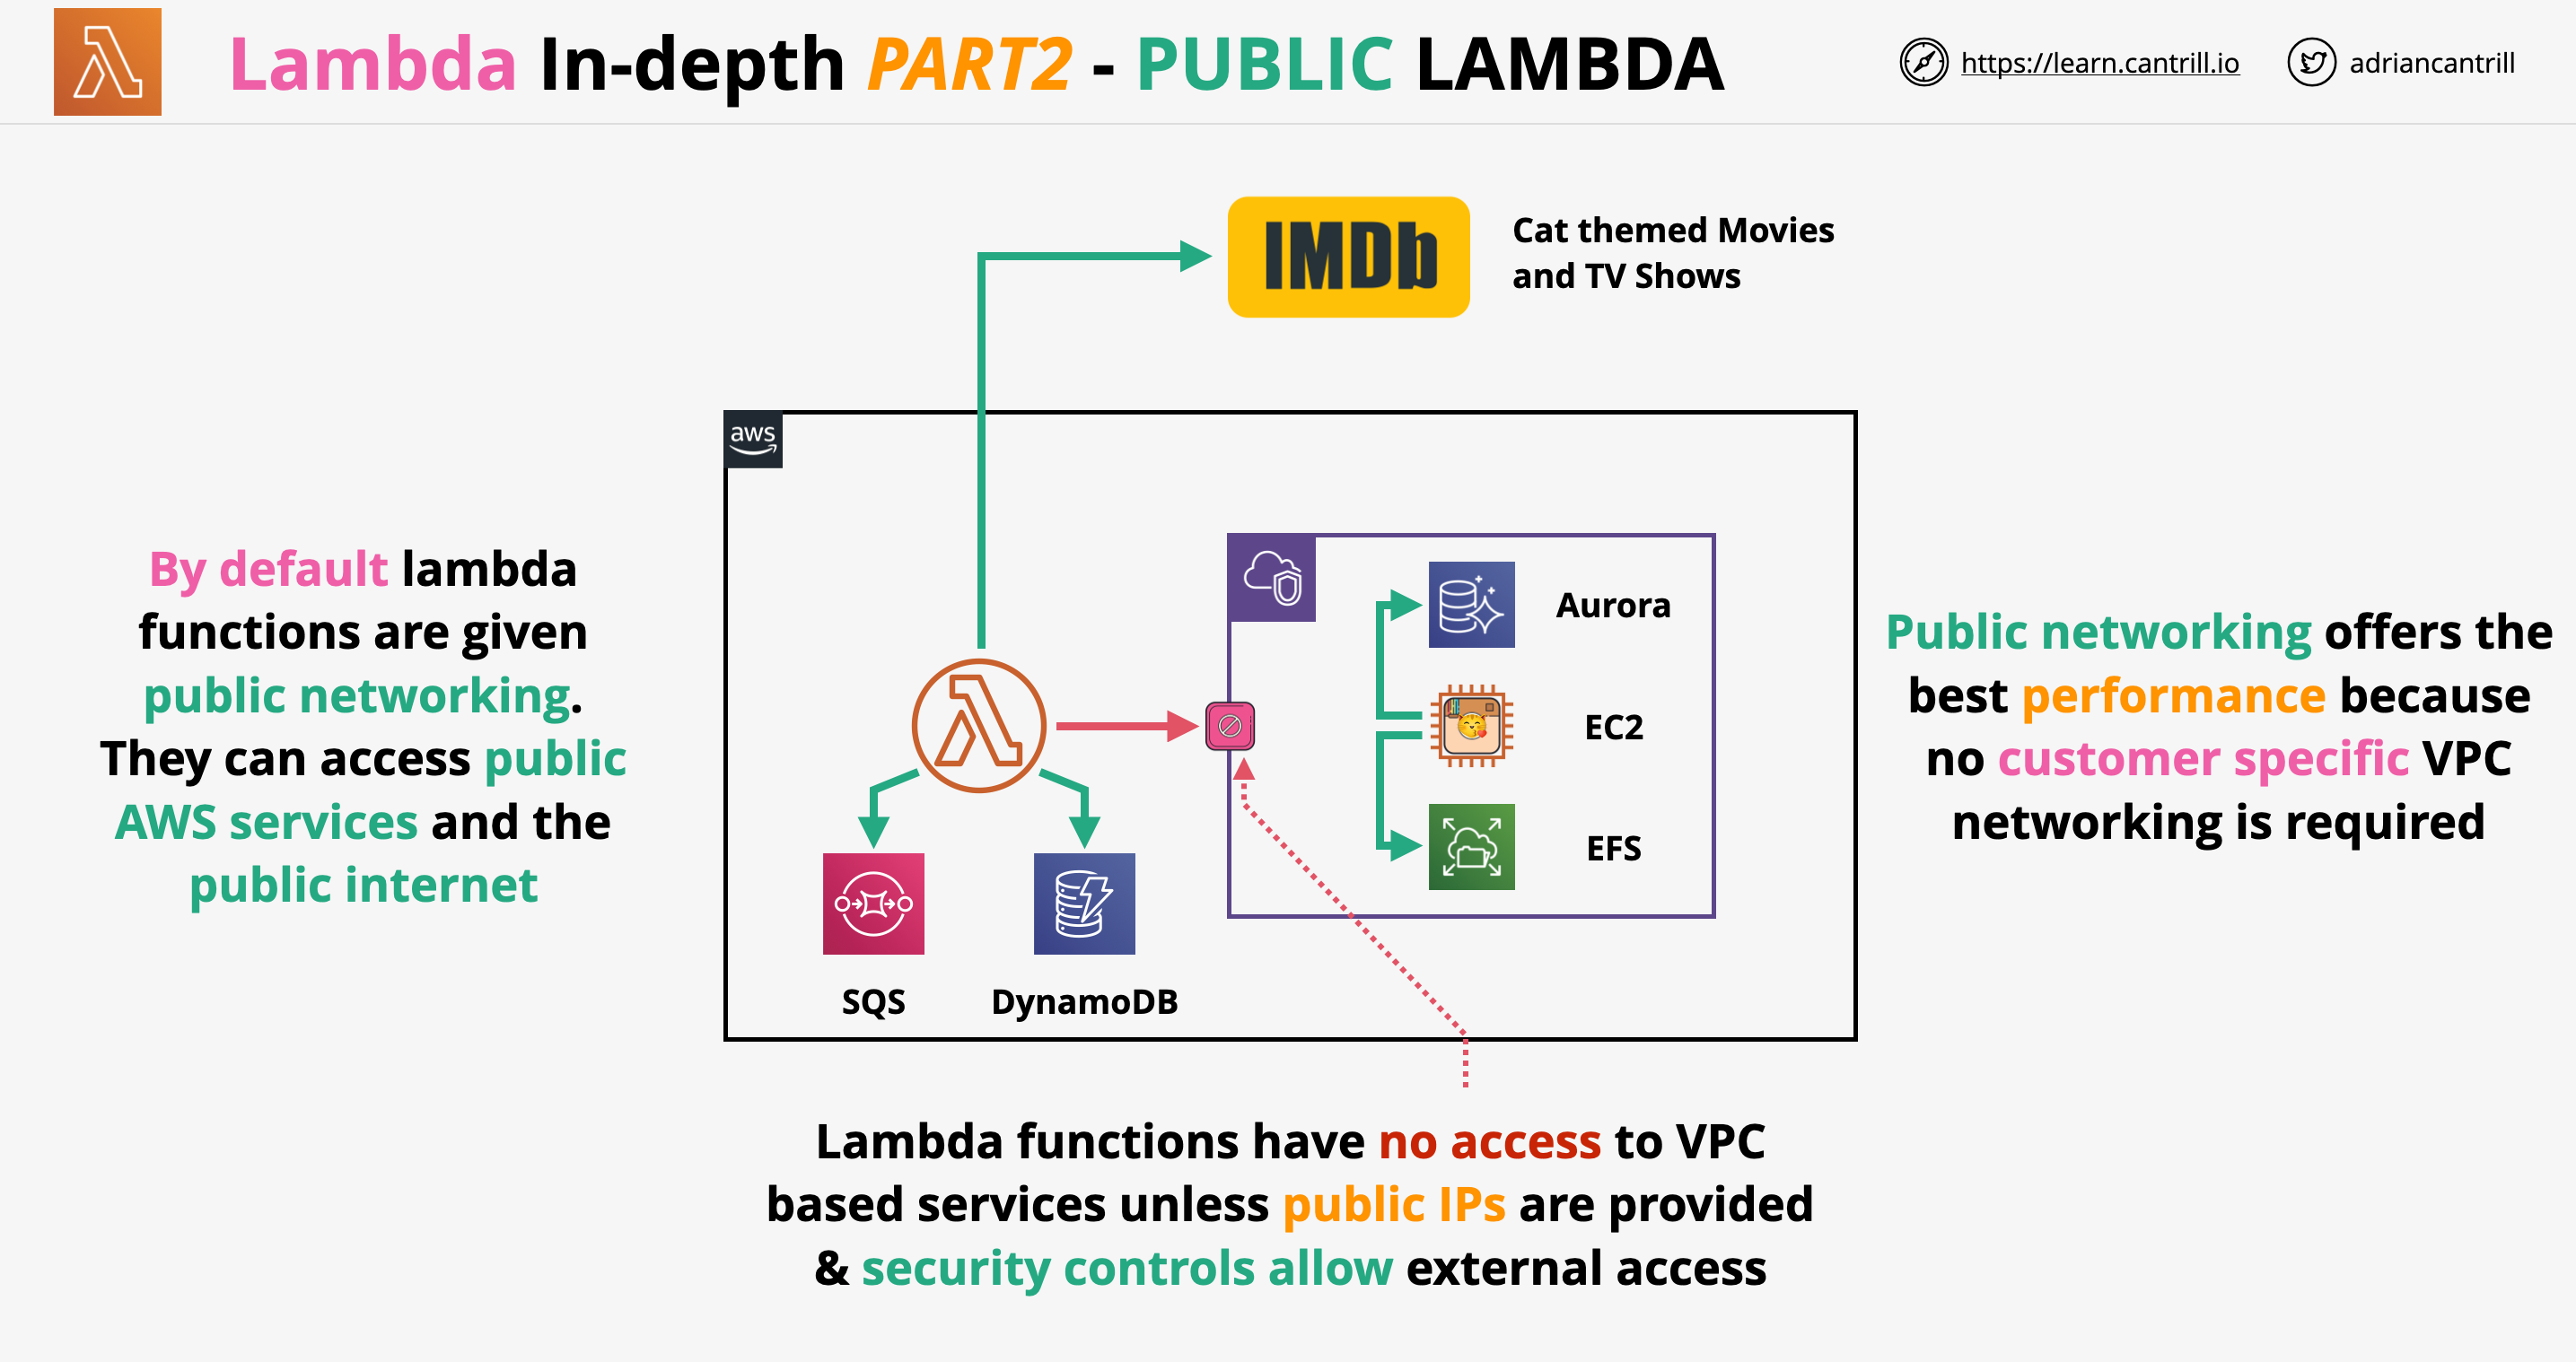 Lambda In-depth PART2 - PUBLIC LAMBDA
https://learn.cantrill.io
adriancantrill
IMDb
Cat themed Movies
and TV Shows
aws
By default lambda
functions are given
public networking.
They can access public
AWS services and the
public internet
Aurora
EC2
EFS
SQS
DynamoDB
Public networking offers the
best performance because
no customer specific VPC
networking is required
Lambda functions have no access to VPC
based services unless public IPs are provided
& security controls allow external access